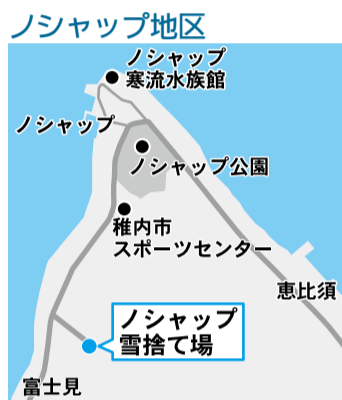 ノシャップ地区
ノシャップ
寒流水族館
ノシャップ
ノシャップ公園
稚内市
スポーツセンター
恵比須
ノシャップ
雪捨て場
富士見